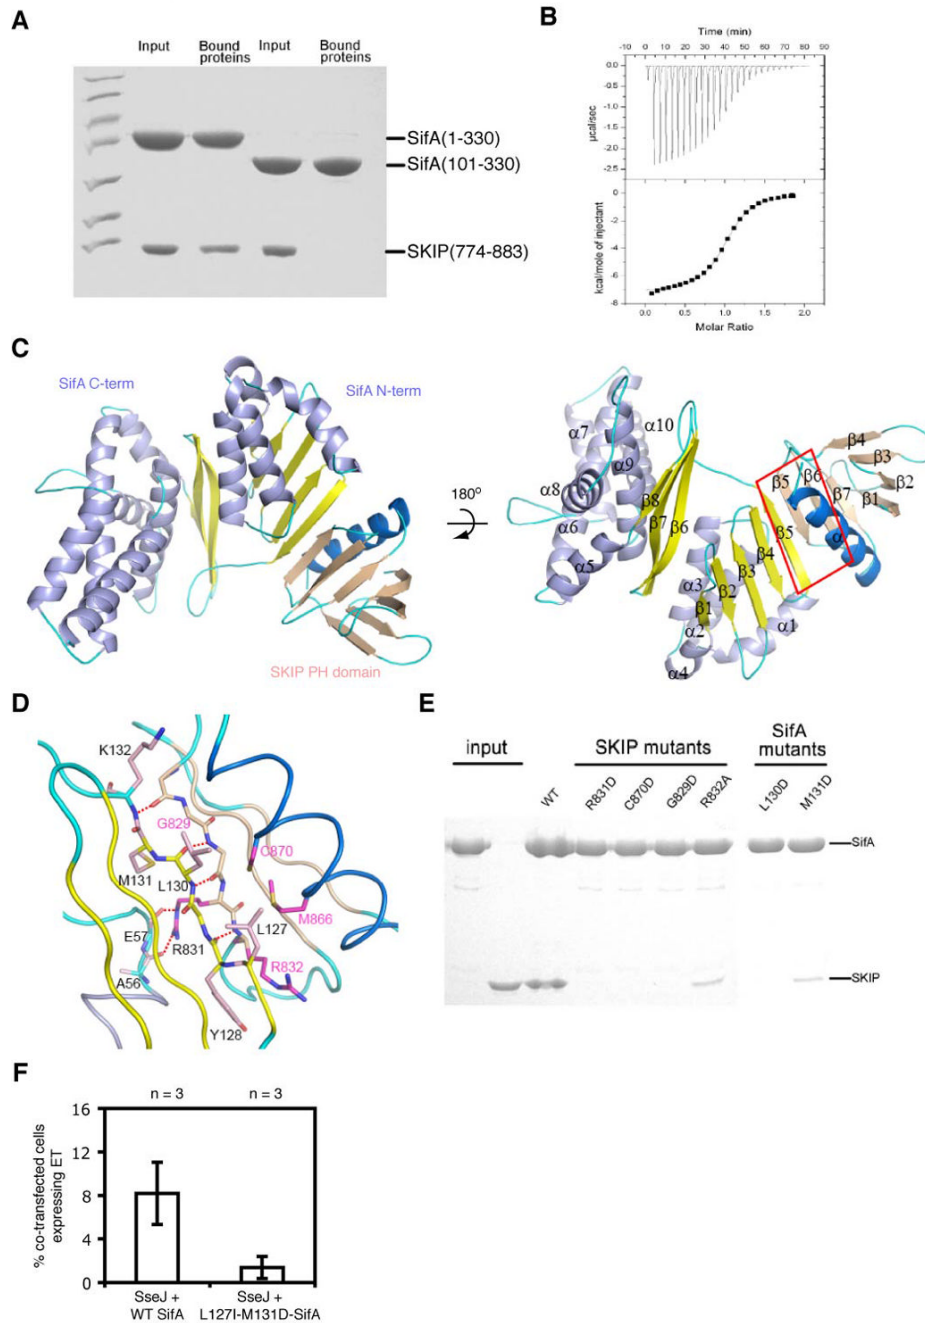 A
Input Bound proteins Input Bound proteins
SifA(1-330)
SifA(101-330)
SKIP(774-883)
B
Time (min)
-10 0 10 20 30 40 50 60 70 80 90
0.0
-0.5
-1.0
-1.5
-2.0
-2.5
µcal/sec
0
-2
-4
-6
-8
kcal/mole of injectant
0.0 0.5 1.0 1.5 2.0
Molar Ratio
C
SifA C-term
SifA N-term
SKIP PH domain
180º
α7 α10 α9 α8 α6 α5
β8 β7 β6
α3 β1 β2 β3 β4 β5
α2 α4 α1
β5 β6 β7 β4 β3 β2 β1
α
D
K132
G829
C870
M131
L130
M866
E57
R831
L127
A56
R832
Y128
E
input
WT
SKIP mutants
R831D C870D G829D R832A
SifA mutants
L130D M131D
SifA
SKIP
F
n = 3 n = 3
16
12
8
4
0
% co-transfected cells
expressing ET
SseJ + WT SifA
SseJ + L127I-M131D-SifA